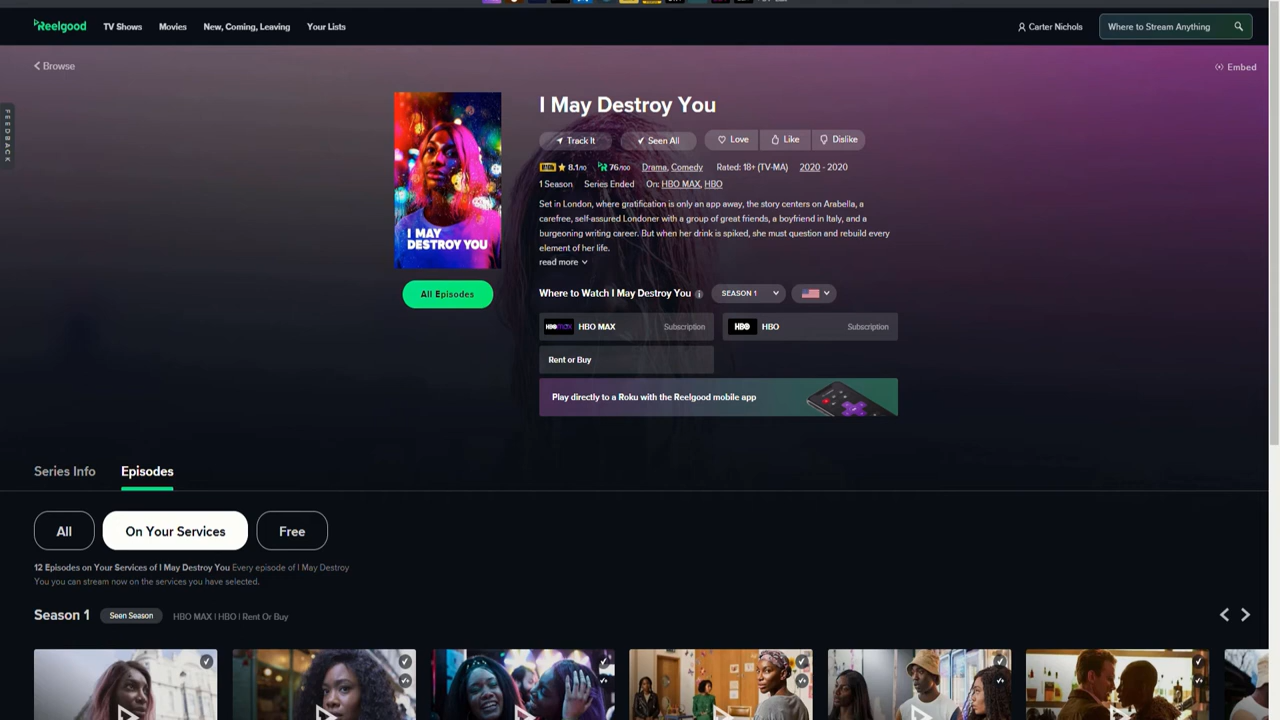 Reelgood
TV Shows
Movies
New, Coming, Leaving
Your Lists
Carter Nichols
Where to Stream Anything
Browse
Embed
FEEDBACK
I MAY
DESTROY YOU
All Episodes
I May Destroy You
Track It
Seen All
Love
Like
Dislike
8.1/10
76/100
Drama, Comedy
Rated: 18+ (TV-MA)
2020 - 2020
1 Season
Series Ended
On: HBO MAX, HBO
Set in London, where gratification is only an app away, the story centers on Arabella, a
carefree, self-assured Londoner with a group of great friends, a boyfriend in Italy, and a
burgeoning writing career. But when her drink is spiked, she must question and rebuild every
element of her life.
read more
Where to Watch I May Destroy You
SEASON 1
HBO MAX
HBO MAX
Subscription
HBO
HBO
Subscription
Rent or Buy
Play directly to a Roku with the Reelgood mobile app
Series Info
Episodes
All
On Your Services
Free
12 Episodes on Your Services of I May Destroy You Every episode of I May Destroy
You you can stream now on the services you have selected.
Season 1
Seen Season
HBO MAX | HBO | Rent Or Buy